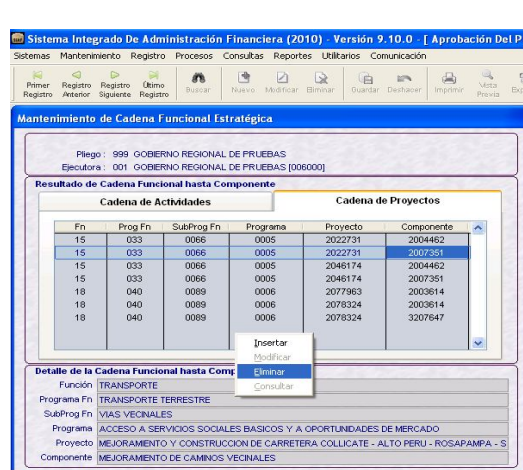 Sistema Integrado De Administración Financiera (2010) - Versión 9.10.0 - [ Aprobación Del P
Sistemas Mantenimiento Registro Procesos Consultas Reportes Utilitarios Comunicación
Primer Registro Registro Anterior Registro Siguiente Último Registro Buscar Nuevo Modificar Eliminar Guardar Deshacer Imprimir Vista Previa
Mantenimiento de Cadena Funcional Estratégica
Pliego : 999 GOBIERNO REGIONAL DE PRUEBAS
Ejecutora : 001 GOBIERNO REGIONAL DE PRUEBAS [006000]
Resultado de Cadena Funcional hasta Componente
Cadena de Actividades Cadena de Proyectos
Fn Prog Fn SubProg Fn Programa Proyecto Componente
15 033 0066 0005 2022731 2004462
15 033 0066 0005 2022731 2007351
15 033 0066 0005 2046174 2004462
15 033 0066 0005 2046174 2007351
18 040 0089 0006 2077963 2003614
18 040 0089 0006 2078324 2003614
18 040 0089 0006 2078324 3207647
Insertar
Modificar
Eliminar
Consultar
Detalle de la Cadena Funcional hasta Comp
Función TRANSPORTE
Programa Fn TRANSPORTE TERRESTRE
SubProg Fn VIAS VECINALES
Programa ACCESO A SERVICIOS SOCIALES BASICOS Y A OPORTUNIDADES DE MERCADO
Proyecto MEJORAMIENTO Y CONSTRUCCION DE CARRETERA COLLICATE - ALTO PERU - ROSAPAMPA - S
Componente MEJORAMIENTO DE CAMINOS VECINALES